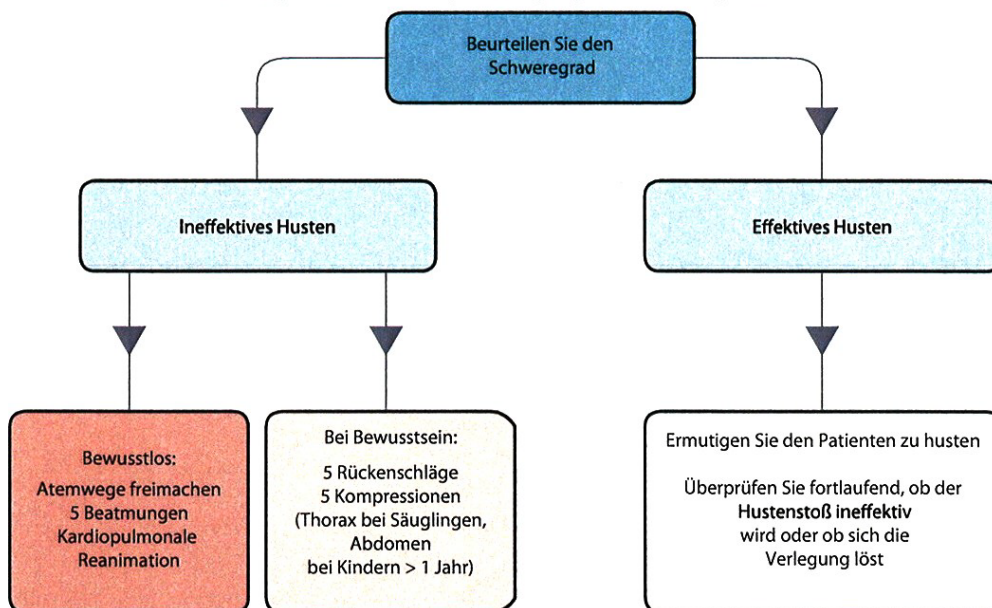 Beurteilen Sie den
Schweregrad
Ineffektives Husten
Effektives Husten
Bewusstlos:
Atemwege freimachen
5 Beatmungen
Kardiopulmonale
Reanimation
Bei Bewusstsein:
5 Rückenschläge
5 Kompressionen
(Thorax bei Säuglingen,
Abdomen
bei Kindern > 1 Jahr)
Ermutigen Sie den Patienten zu husten
Überprüfen Sie fortlaufend, ob der
Hustenstoß ineffektiv
wird oder ob sich die
Verlegung löst